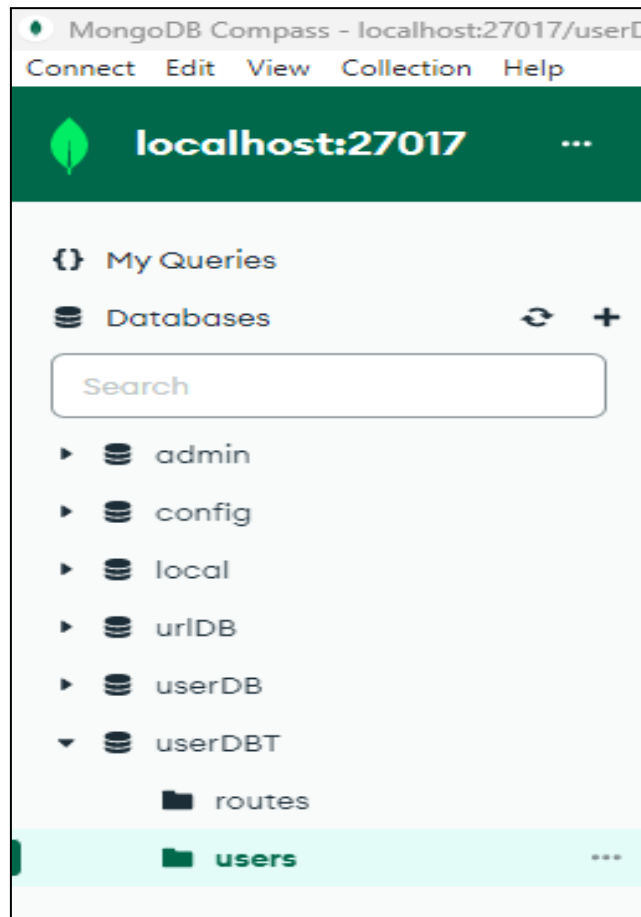 MongoDB Compass - localhost:27017/userD
Connect Edit View Collection Help
localhost:27017 ...
{} My Queries
Databases
Search
admin
config
local
urlDB
userDB
userDBT
routes
users ...